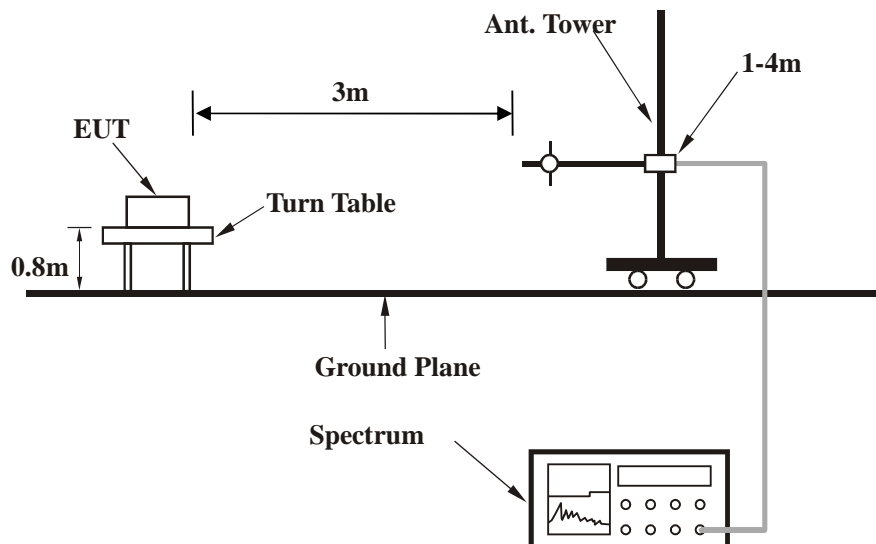 Ant. Tower
1-4m
3m
EUT
Turn Table
0.8m
Ground Plane
Spectrum